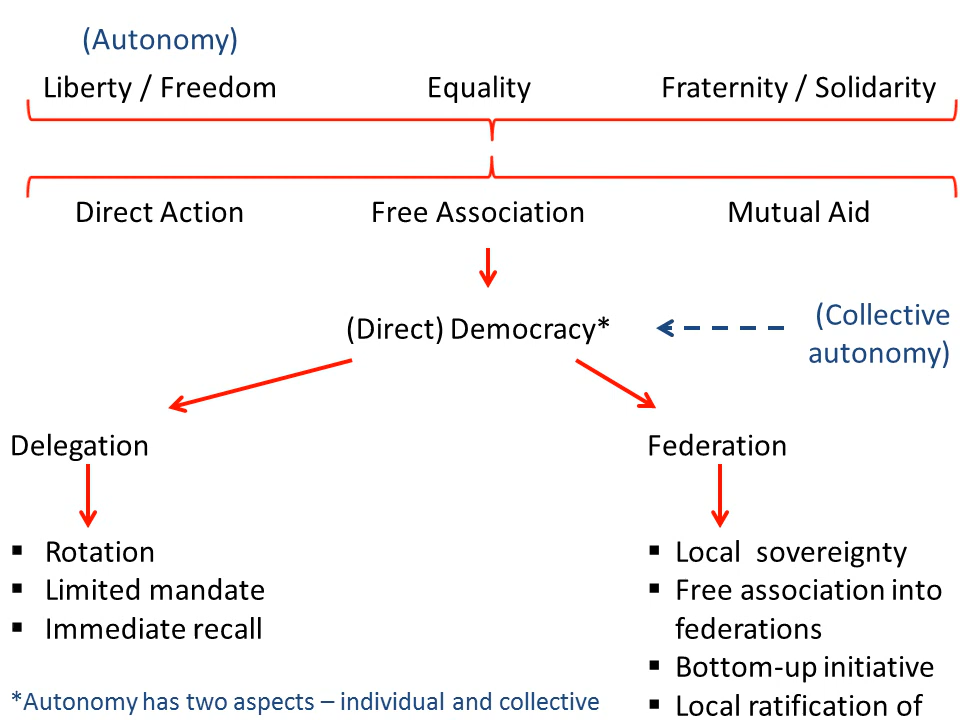 (Autonomy)
Liberty / Freedom
Equality
Fraternity / Solidarity
Direct Action
Free Association
Mutual Aid
(Direct) Democracy*
(Collective
autonomy)
Delegation
Federation
▪ Rotation
▪ Limited mandate
▪ Immediate recall
▪ Local  sovereignty
▪ Free association into
federations
▪ Bottom-up initiative
▪ Local ratification of
*Autonomy has two aspects – individual and collective